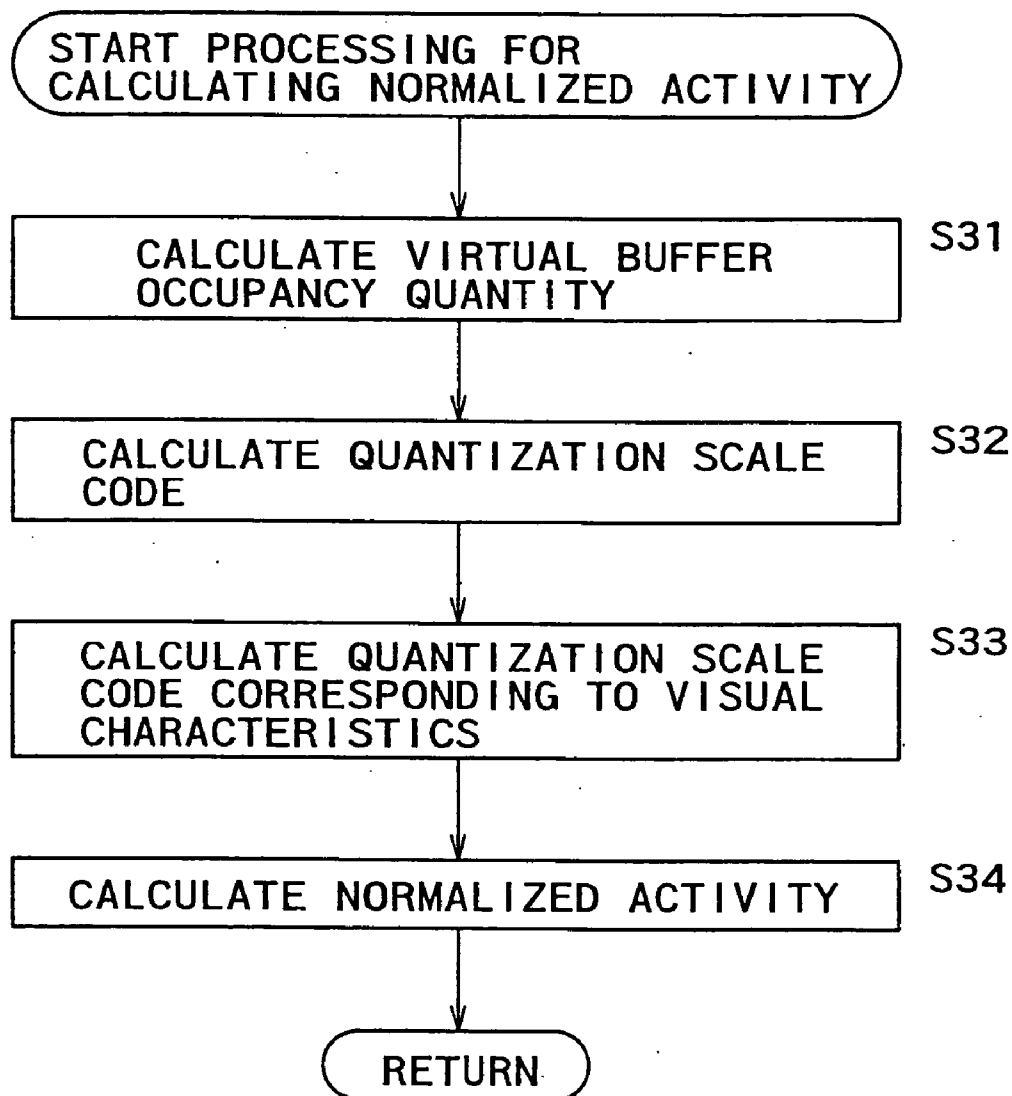 START PROCESSING FOR
CALCULATING NORMALIZED ACTIVITY
S31
CALCULATE VIRTUAL BUFFER
OCCUPANCY QUANTITY
S32
CALCULATE QUANTIZATION SCALE
CODE
S33
CALCULATE QUANTIZATION SCALE
CODE CORRESPONDING TO VISUAL
CHARACTERISTICS
S34
CALCULATE NORMALIZED ACTIVITY
RETURN